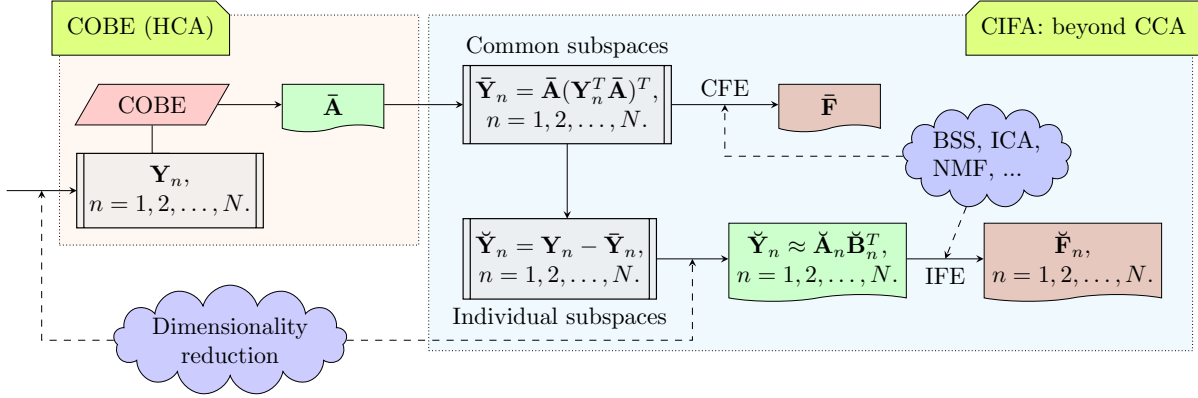 COBE (HCA)
COBE
Ā
Y_n,
n = 1, 2, . . . , N.
CIFA: beyond CCA
Common subspaces
Ȳ_n = Ā(Y_n^T Ā)^T,
n = 1, 2, . . . , N.
CFE
F̄
BSS, ICA,
NMF, ...
Y̆_n = Y_n − Ȳ_n,
n = 1, 2, . . . , N.
Individual subspaces
Y̆_n ≈ Ă_n B̆_n^T,
n = 1, 2, . . . , N.
IFE
F̆_n,
n = 1, 2, . . . , N.
Dimensionality
reduction